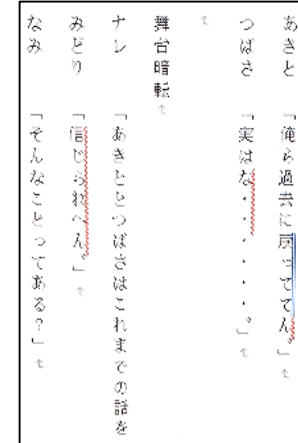 あきと 「俺ら過去に戻っててん。」
つばさ 「実はな・・・・・・。」
舞台暗転
ナレ 「あきととつばさはこれまでの話を
みどり 「信じられへん。」
なみ 「そんなことってある?」